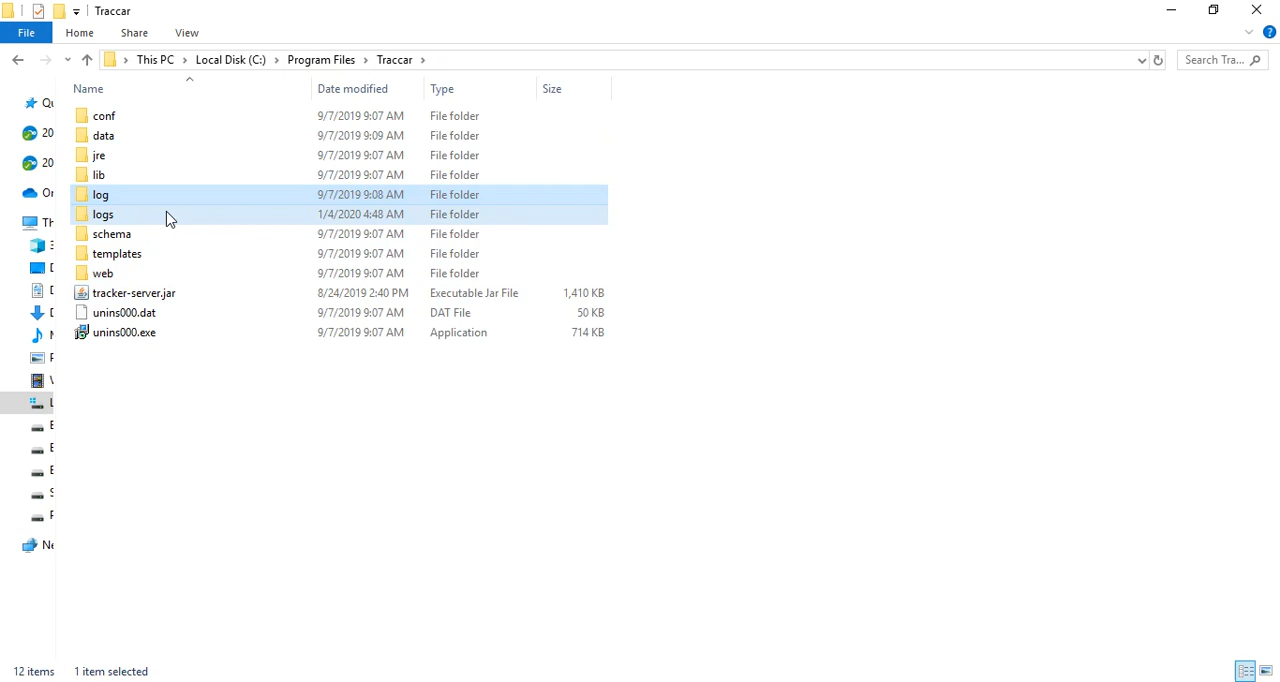 Traccar
File Home Share View
This PC Local Disk (C:) Program Files Traccar Search Tra...
Name Date modified Type Size
conf 9/7/2019 9:07 AM File folder
data 9/7/2019 9:09 AM File folder
jre 9/7/2019 9:07 AM File folder
lib 9/7/2019 9:07 AM File folder
log 9/7/2019 9:08 AM File folder
logs 1/4/2020 4:48 AM File folder
schema 9/7/2019 9:07 AM File folder
templates 9/7/2019 9:07 AM File folder
web 9/7/2019 9:07 AM File folder
tracker-server.jar 8/24/2019 2:40 PM Executable Jar File 1,410 KB
unins000.dat 9/7/2019 9:07 AM DAT File 50 KB
unins000.exe 9/7/2019 9:07 AM Application 714 KB
20
20
12 items 1 item selected